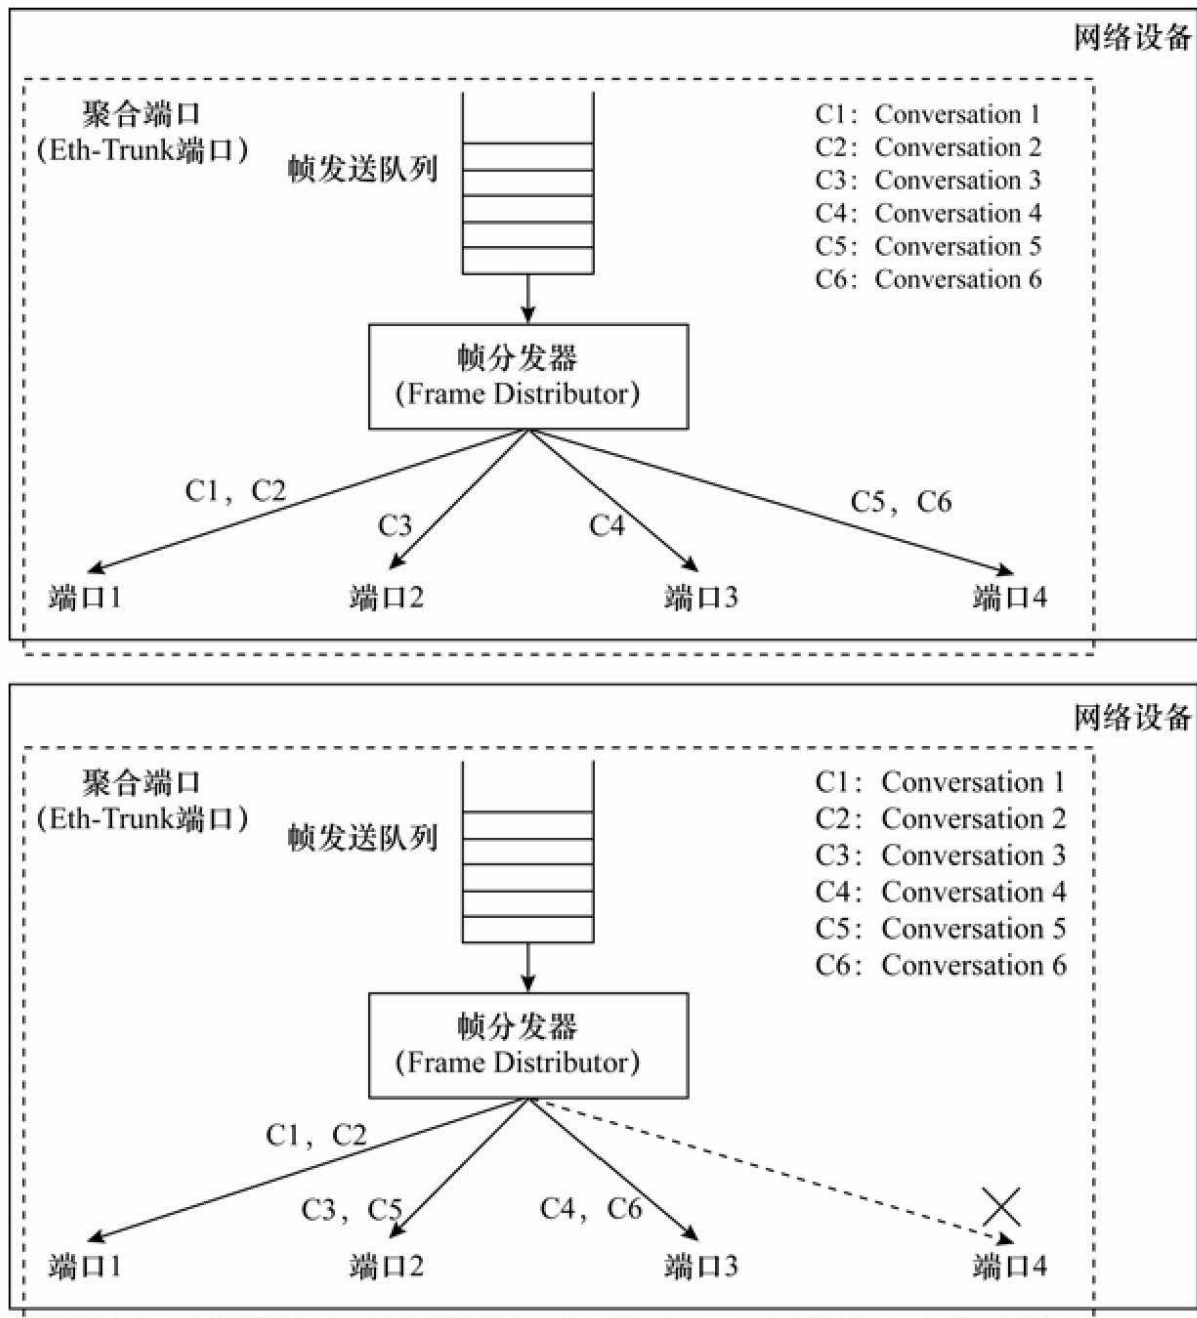 网络设备
聚合端口
（Eth-Trunk端口）
帧发送队列
C1：Conversation 1
C2：Conversation 2
C3：Conversation 3
C4：Conversation 4
C5：Conversation 5
C6：Conversation 6
帧分发器
（Frame Distributor）
C1，C2
C3
C4
C5，C6
端口1
端口2
端口3
端口4
网络设备
聚合端口
（Eth-Trunk端口）
帧发送队列
C1：Conversation 1
C2：Conversation 2
C3：Conversation 3
C4：Conversation 4
C5：Conversation 5
C6：Conversation 6
帧分发器
（Frame Distributor）
C1，C2
C3，C5
C4，C6
端口1
端口2
端口3
端口4